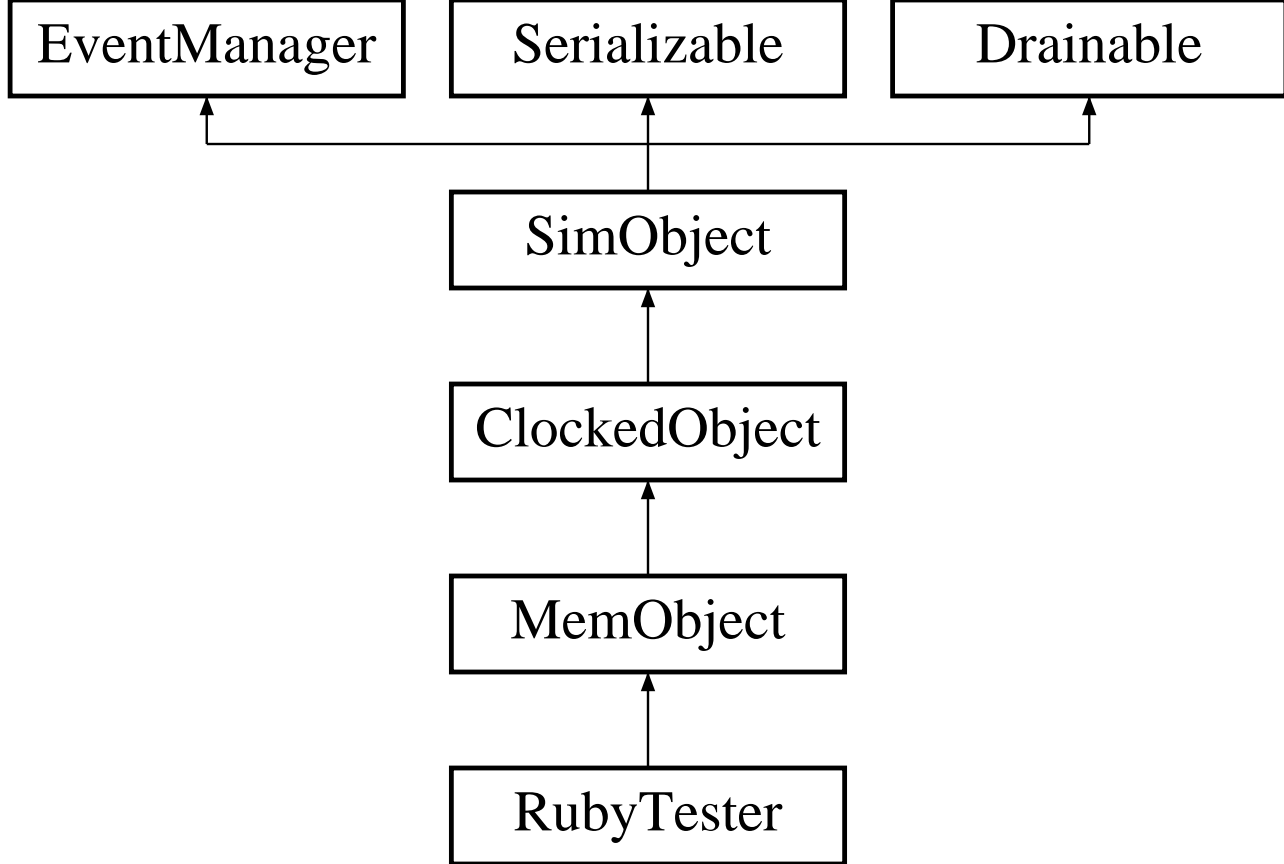 EventManager Serializable Drainable
SimObject
ClockedObject
MemObject
RubyTester